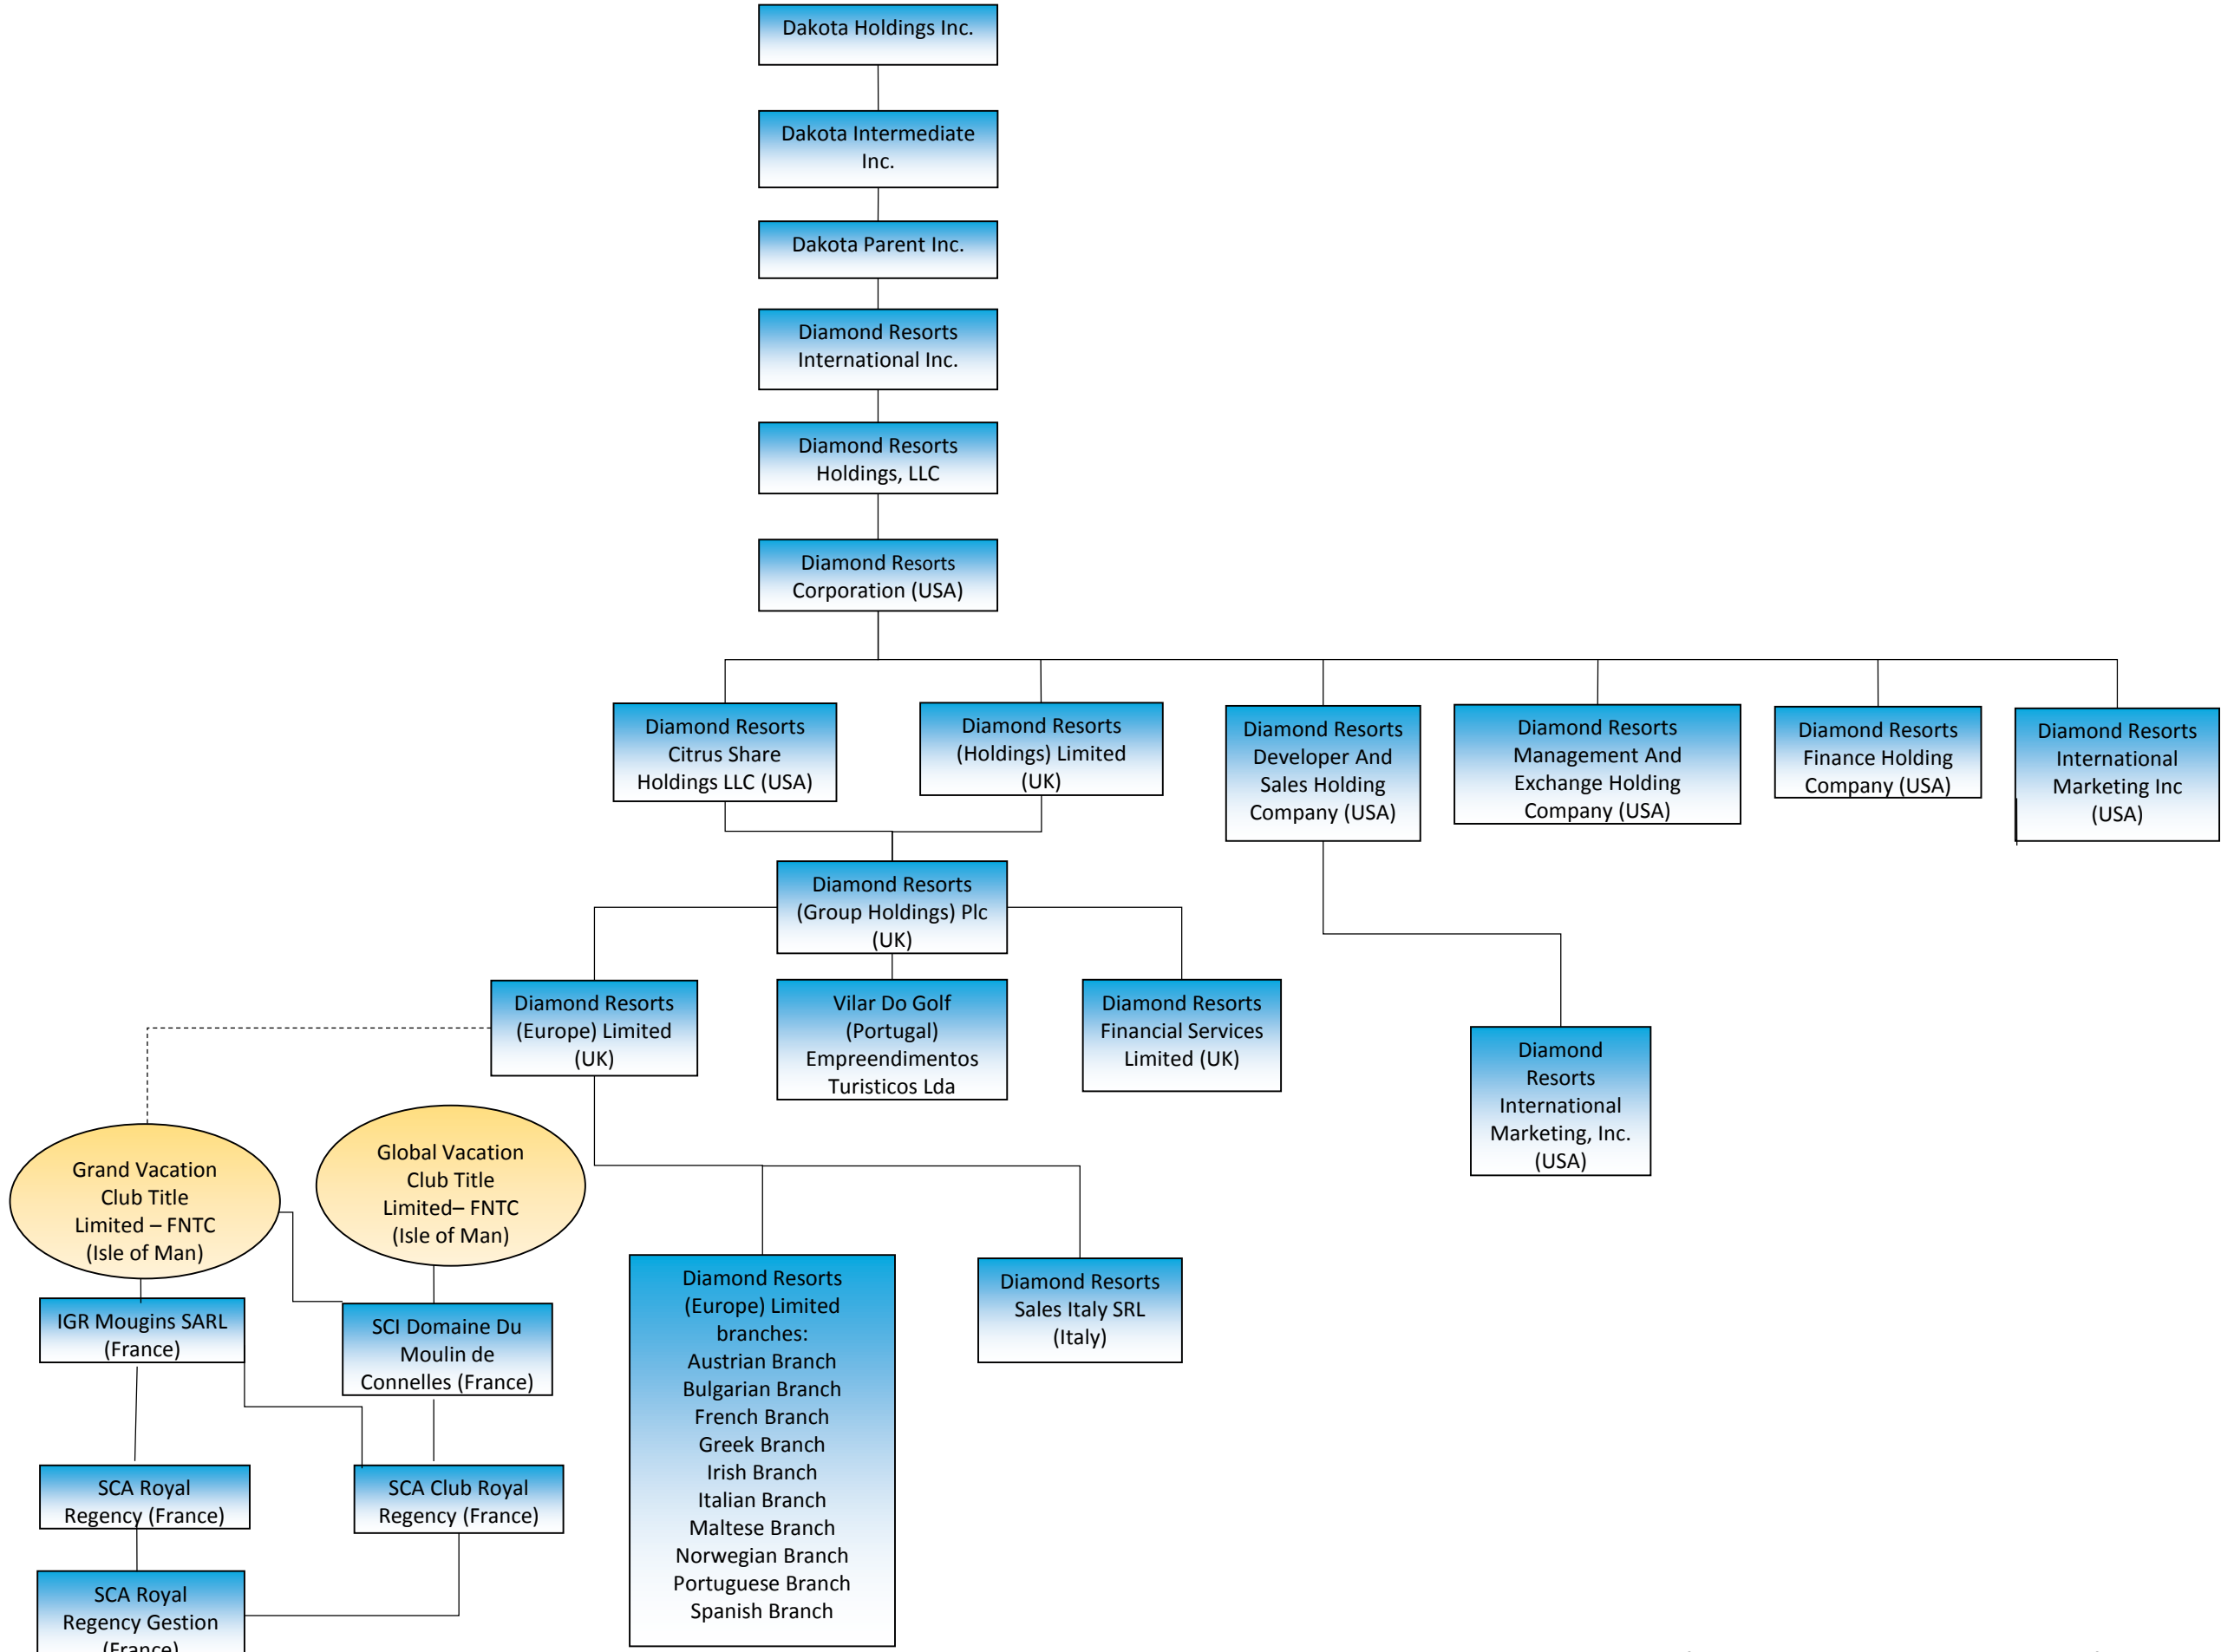 Dakota Holdings Inc.
Dakota Intermediate
Inc.
Dakota Parent Inc.
Diamond Resorts
International Inc.
Diamond Resorts
Holdings, LLC
Diamond Resorts
Corporation (USA)
Diamond Resorts
Citrus Share
Holdings LLC (USA)
Diamond Resorts
(Holdings) Limited
(UK)
Diamond Resorts
Developer And
Sales Holding
Company (USA)
Diamond Resorts
Management And
Exchange Holding
Company (USA)
Diamond Resorts
Finance Holding
Company (USA)
Diamond Resorts
International
Marketing Inc
(USA)
Diamond Resorts
(Group Holdings) Plc
(UK)
Diamond Resorts
(Europe) Limited
(UK)
Vilar Do Golf
(Portugal)
Empreendimentos
Turisticos Lda
Diamond Resorts
Financial Services
Limited (UK)
Diamond
Resorts
International
Marketing, Inc.
(USA)
Grand Vacation
Club Title
Limited – FNTC
(Isle of Man)
Global Vacation
Club Title
Limited– FNTC
(Isle of Man)
IGR Mougins SARL
(France)
SCI Domaine Du
Moulin de
Connelles (France)
Diamond Resorts
(Europe) Limited
branches:
Austrian Branch
Bulgarian Branch
French Branch
Greek Branch
Irish Branch
Italian Branch
Maltese Branch
Norwegian Branch
Portuguese Branch
Spanish Branch
Diamond Resorts
Sales Italy SRL
(Italy)
SCA Royal
Regency (France)
SCA Club Royal
Regency (France)
SCA Royal
Regency Gestion
(France)